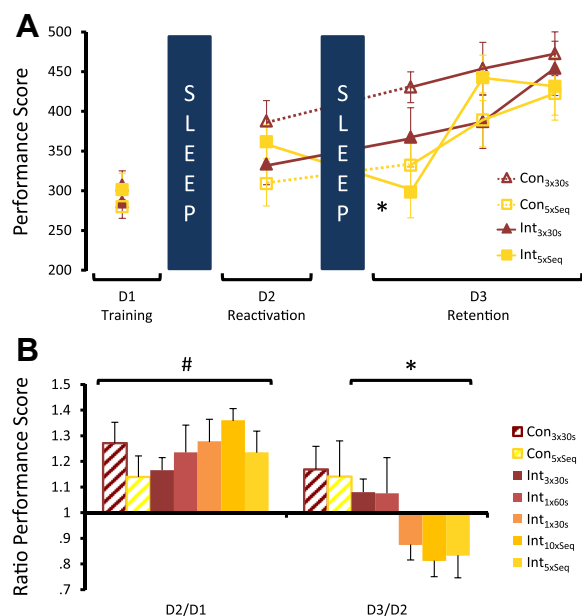 A
Performance Score
500
450
400
350
300
250
200
SLEEP
SLEEP
*
Con3x30s
Con5xSeq
Int3x30s
Int5xSeq
D1
Training
D2
Reactivation
D3
Retention
B
Ratio Performance Score
1.5
1.4
1.3
1.2
1.1
1
.9
.8
.7
#
*
Con3x30s
Con5xSeq
Int3x30s
Int1x60s
Int1x30s
Int10xSeq
Int5xSeq
D2/D1
D3/D2